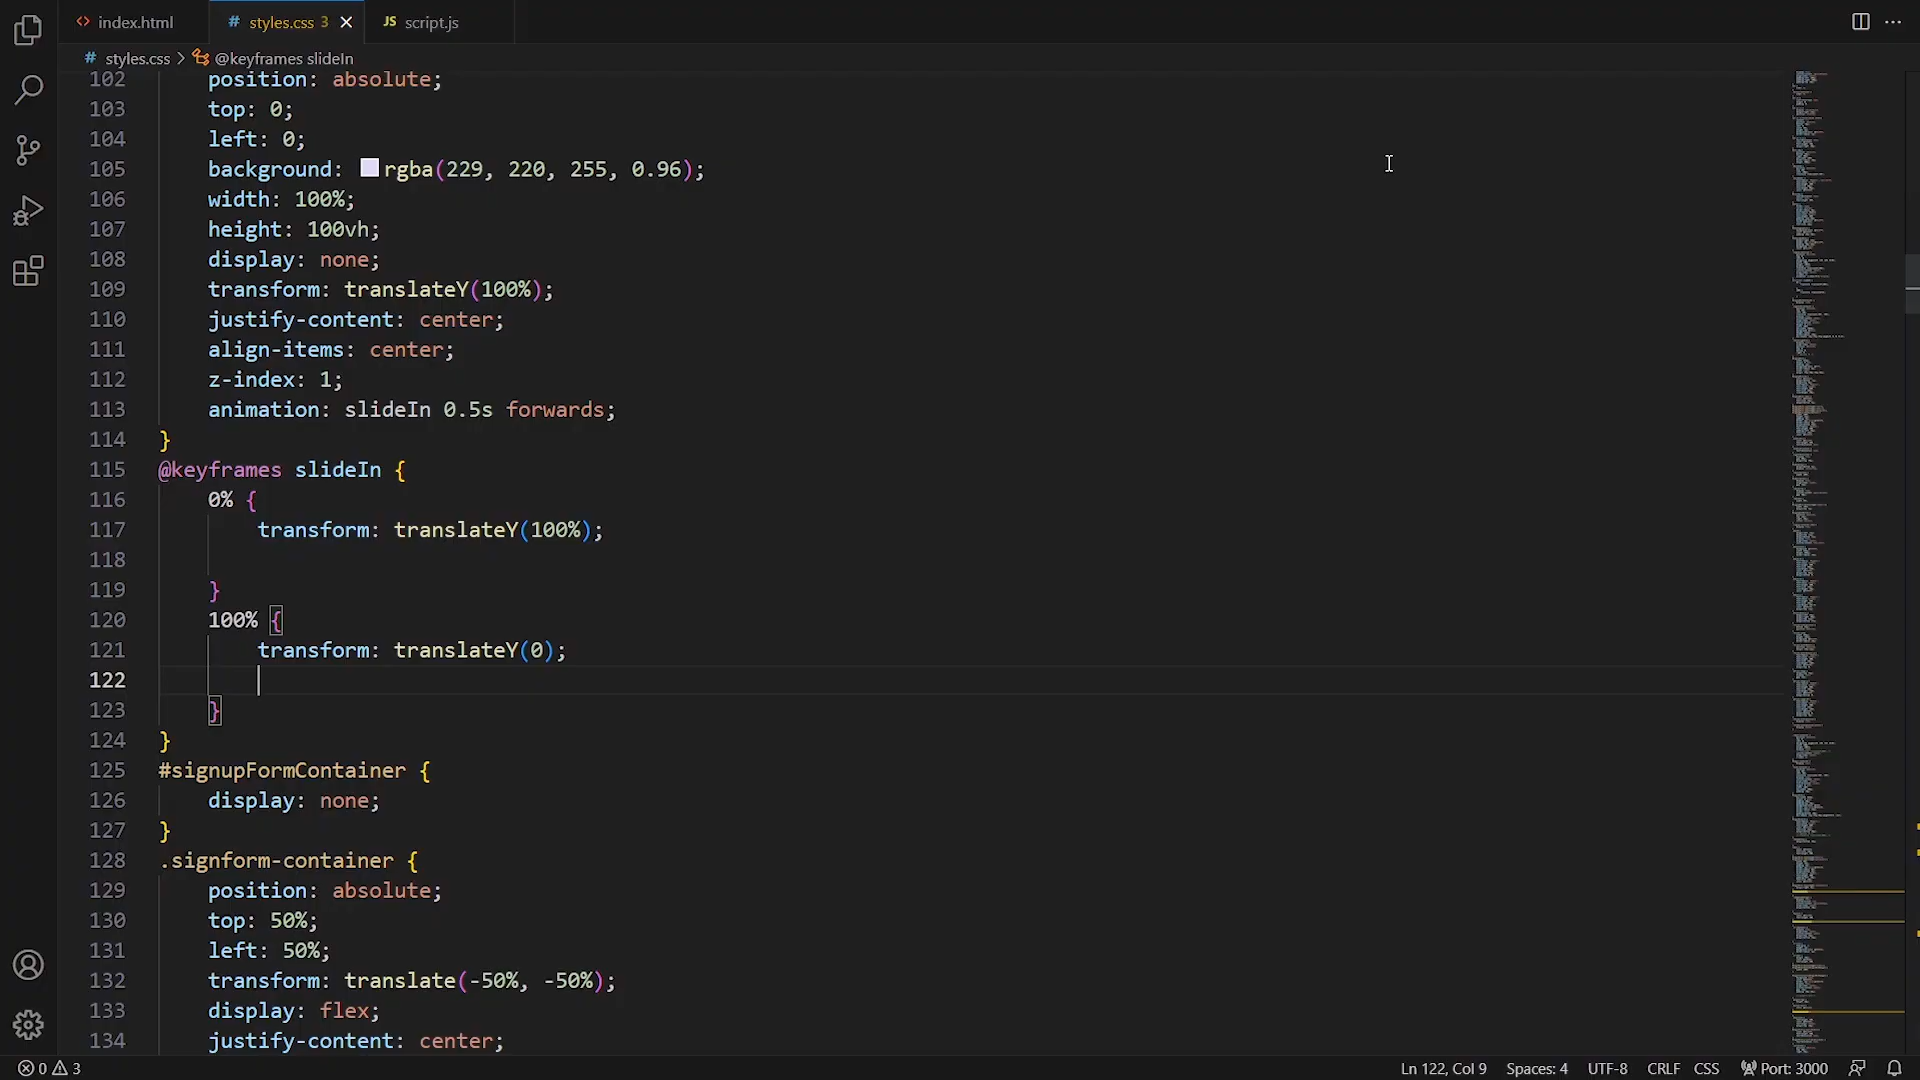 index.html
styles.css 3
JS script.js
# styles.css > @keyframes slideIn
102 position: absolute;
103 top: 0;
104 left: 0;
105 background: rgba(229, 220, 255, 0.96);
106 width: 100%;
107 height: 100vh;
108 display: none;
109 transform: translateY(100%);
110 justify-content: center;
111 align-items: center;
112 z-index: 1;
113 animation: slideIn 0.5s forwards;
114 }
115 @keyframes slideIn {
116 0% {
117 transform: translateY(100%);
118
119 }
120 100% {
121 transform: translateY(0);
122
123 }
124 }
125 #signupFormContainer {
126 display: none;
127 }
128 .signform-container {
129 position: absolute;
130 top: 50%;
131 left: 50%;
132 transform: translate(-50%, -50%);
133 display: flex;
134 justify-content: center;
0 3 Ln 122, Col 9 Spaces: 4 UTF-8 CRLF CSS Port: 3000